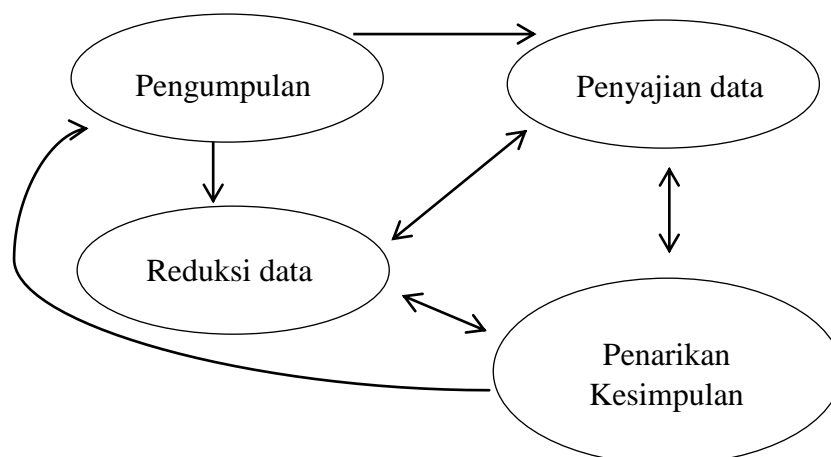 Pengumpulan
Penyajian data
Reduksi data
Penarikan
Kesimpulan